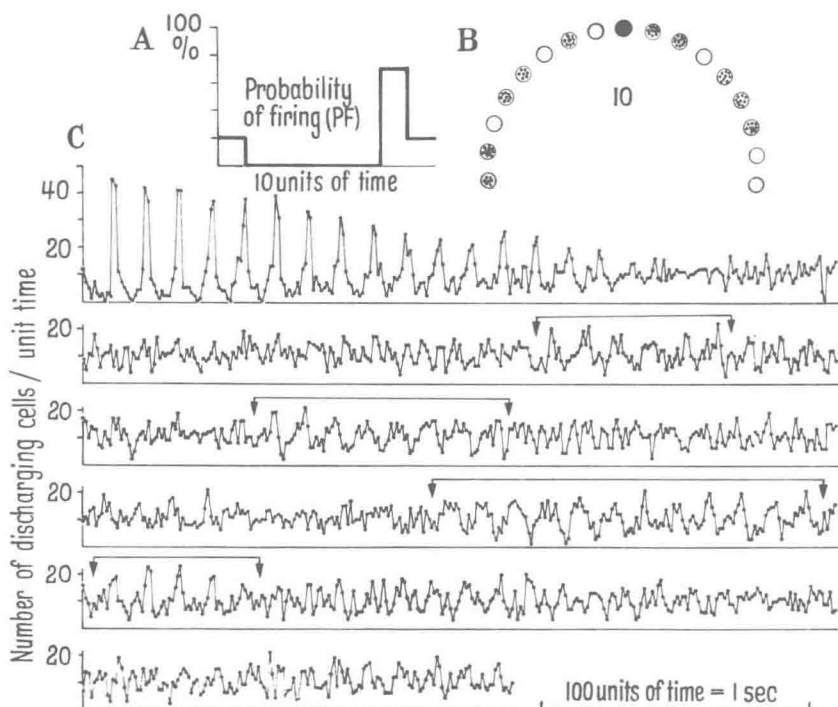 A
100
%
Probability
of firing (PF)
10 units of time
B
10
C
Number of discharging cells / unit time
40
20
20
20
20
20
20
100 units of time = 1 sec